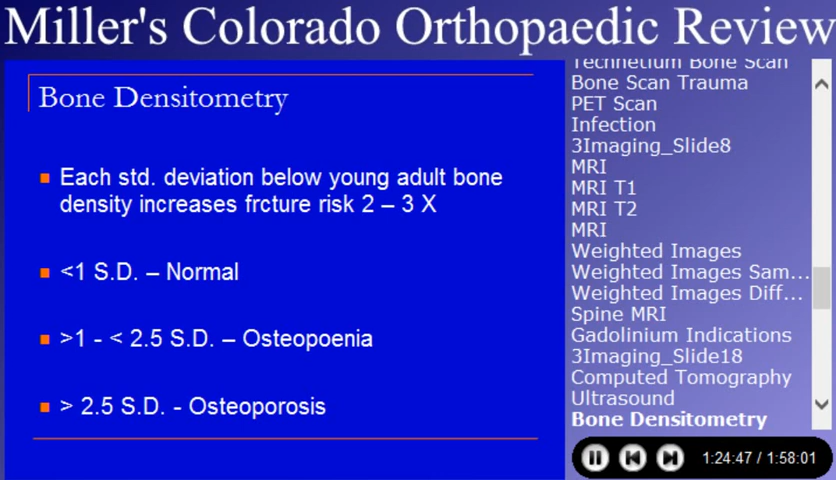 Miller's Colorado Orthopaedic Review
Bone Densitometry
Each std. deviation below young adult bone
density increases frcture risk 2 – 3 X
<1 S.D. – Normal
>1 - < 2.5 S.D. – Osteopoenia
> 2.5 S.D. - Osteoporosis
Technetium Bone Scan
Bone Scan Trauma
PET Scan
Infection
3Imaging_Slide8
MRI
MRI T1
MRI T2
MRI
Weighted Images
Weighted Images Sam...
Weighted Images Diff...
Spine MRI
Gadolinium Indications
3Imaging_Slide18
Computed Tomography
Ultrasound
Bone Densitometry
1:24:47 / 1:58:01